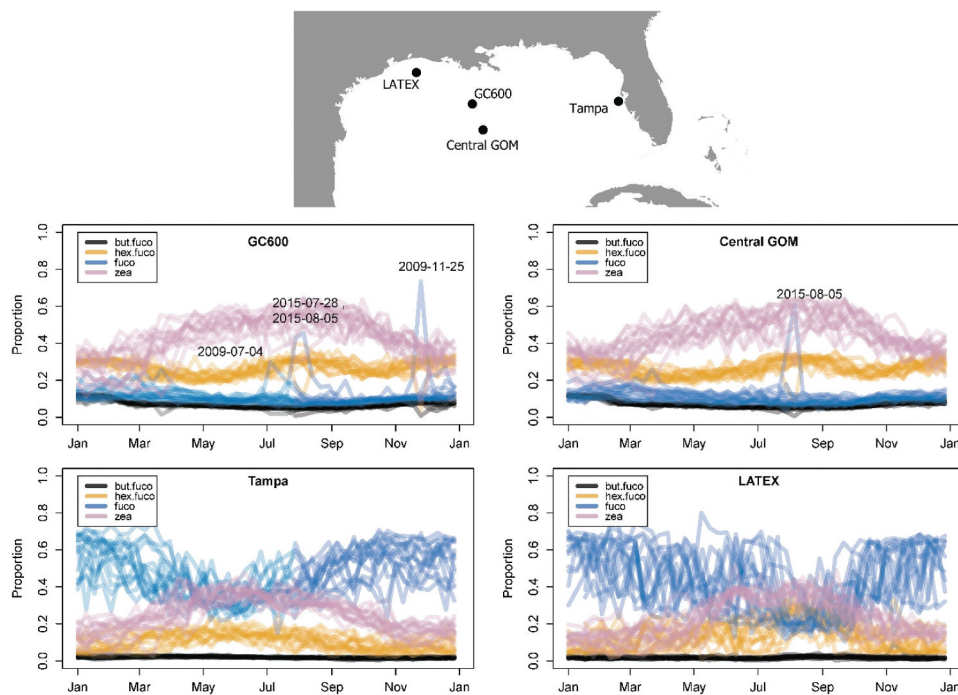 LATEX
GC600
Tampa
Central GOM
GC600
but.fuco
hex.fuco
fuco
zea
2009-11-25
2015-07-28
2015-08-05
2009-07-04
Proportion
0.0
0.2
0.4
0.6
0.8
1.0
Jan Mar May Jul Sep Nov Jan
Central GOM
but.fuco
hex.fuco
fuco
zea
2015-08-05
Proportion
0.0
0.2
0.4
0.6
0.8
1.0
Jan Mar May Jul Sep Nov Jan
Tampa
but.fuco
hex.fuco
fuco
zea
Proportion
0.0
0.2
0.4
0.6
0.8
1.0
Jan Mar May Jul Sep Nov Jan
LATEX
but.fuco
hex.fuco
fuco
zea
Proportion
0.0
0.2
0.4
0.6
0.8
1.0
Jan Mar May Jul Sep Nov Jan